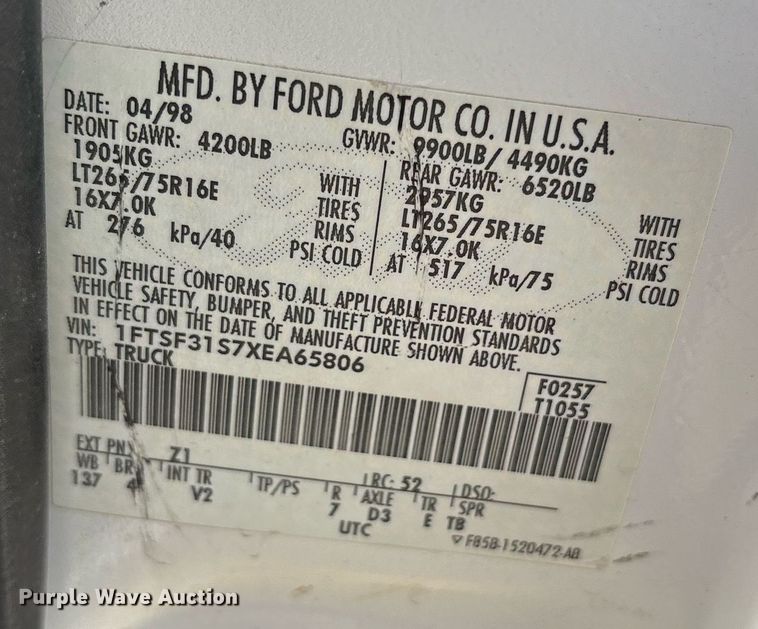 MFD. BY FORD MOTOR CO. IN U.S.A.
DATE: 04/98 GVWR: 9900LB/ 4490KG
FRONT GAWR: 4200LB REAR GAWR: 6520LB
1905KG 2957KG
LT265/75R16E WITH TIRES LT265/75R16E WITH TIRES
16X7.0K RIMS 16X7.0K RIMS
AT 276 kPa/40 PSI COLD AT 517 kPa/75 PSI COLD
THIS VEHICLE CONFORMS TO ALL APPLICABLE FEDERAL MOTOR
VEHICLE SAFETY, BUMPER, AND THEFT PREVENTION STANDARDS
IN EFFECT ON THE DATE OF MANUFACTURE SHOWN ABOVE.
VIN: 1FTSF31S7XEA65806
TYPE: TRUCK
F0257
T1055
EXT PNT Z1 RC: 52 DSO:
WB BRK INT TR TP/PS R AXLE TR SPR
137 4 V2 7 D3 E TB
UTC
F85B-1520472-AB
Purple Wave Auction